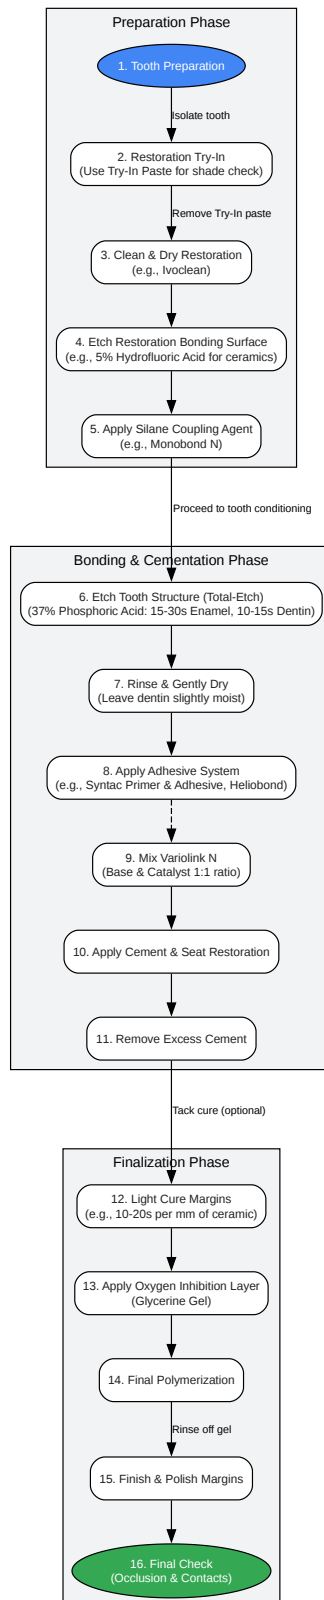 Preparation Phase
1. Tooth Preparation
Isolate tooth
2. Restoration Try-In
(Use Try-In Paste for shade check)
Remove Try-In paste
3. Clean & Dry Restoration
(e.g., Ivoclean)
4. Etch Restoration Bonding Surface
(e.g., 5% Hydrofluoric Acid for ceramics)
5. Apply Silane Coupling Agent
(e.g., Monobond N)
Proceed to tooth conditioning
Bonding & Cementation Phase
6. Etch Tooth Structure (Total-Etch)
(37% Phosphoric Acid: 15-30s Enamel, 10-15s Dentin)
7. Rinse & Gently Dry
(Leave dentin slightly moist)
8. Apply Adhesive System
(e.g., Syntac Primer & Adhesive, Heliobond)
9. Mix Variolink N
(Base & Catalyst 1:1 ratio)
10. Apply Cement & Seat Restoration
11. Remove Excess Cement
Tack cure (optional)
Finalization Phase
12. Light Cure Margins
(e.g., 10-20s per mm of ceramic)
13. Apply Oxygen Inhibition Layer
(Glycerine Gel)
14. Final Polymerization
Rinse off gel
15. Finish & Polish Margins
16. Final Check
(Occlusion & Contacts)